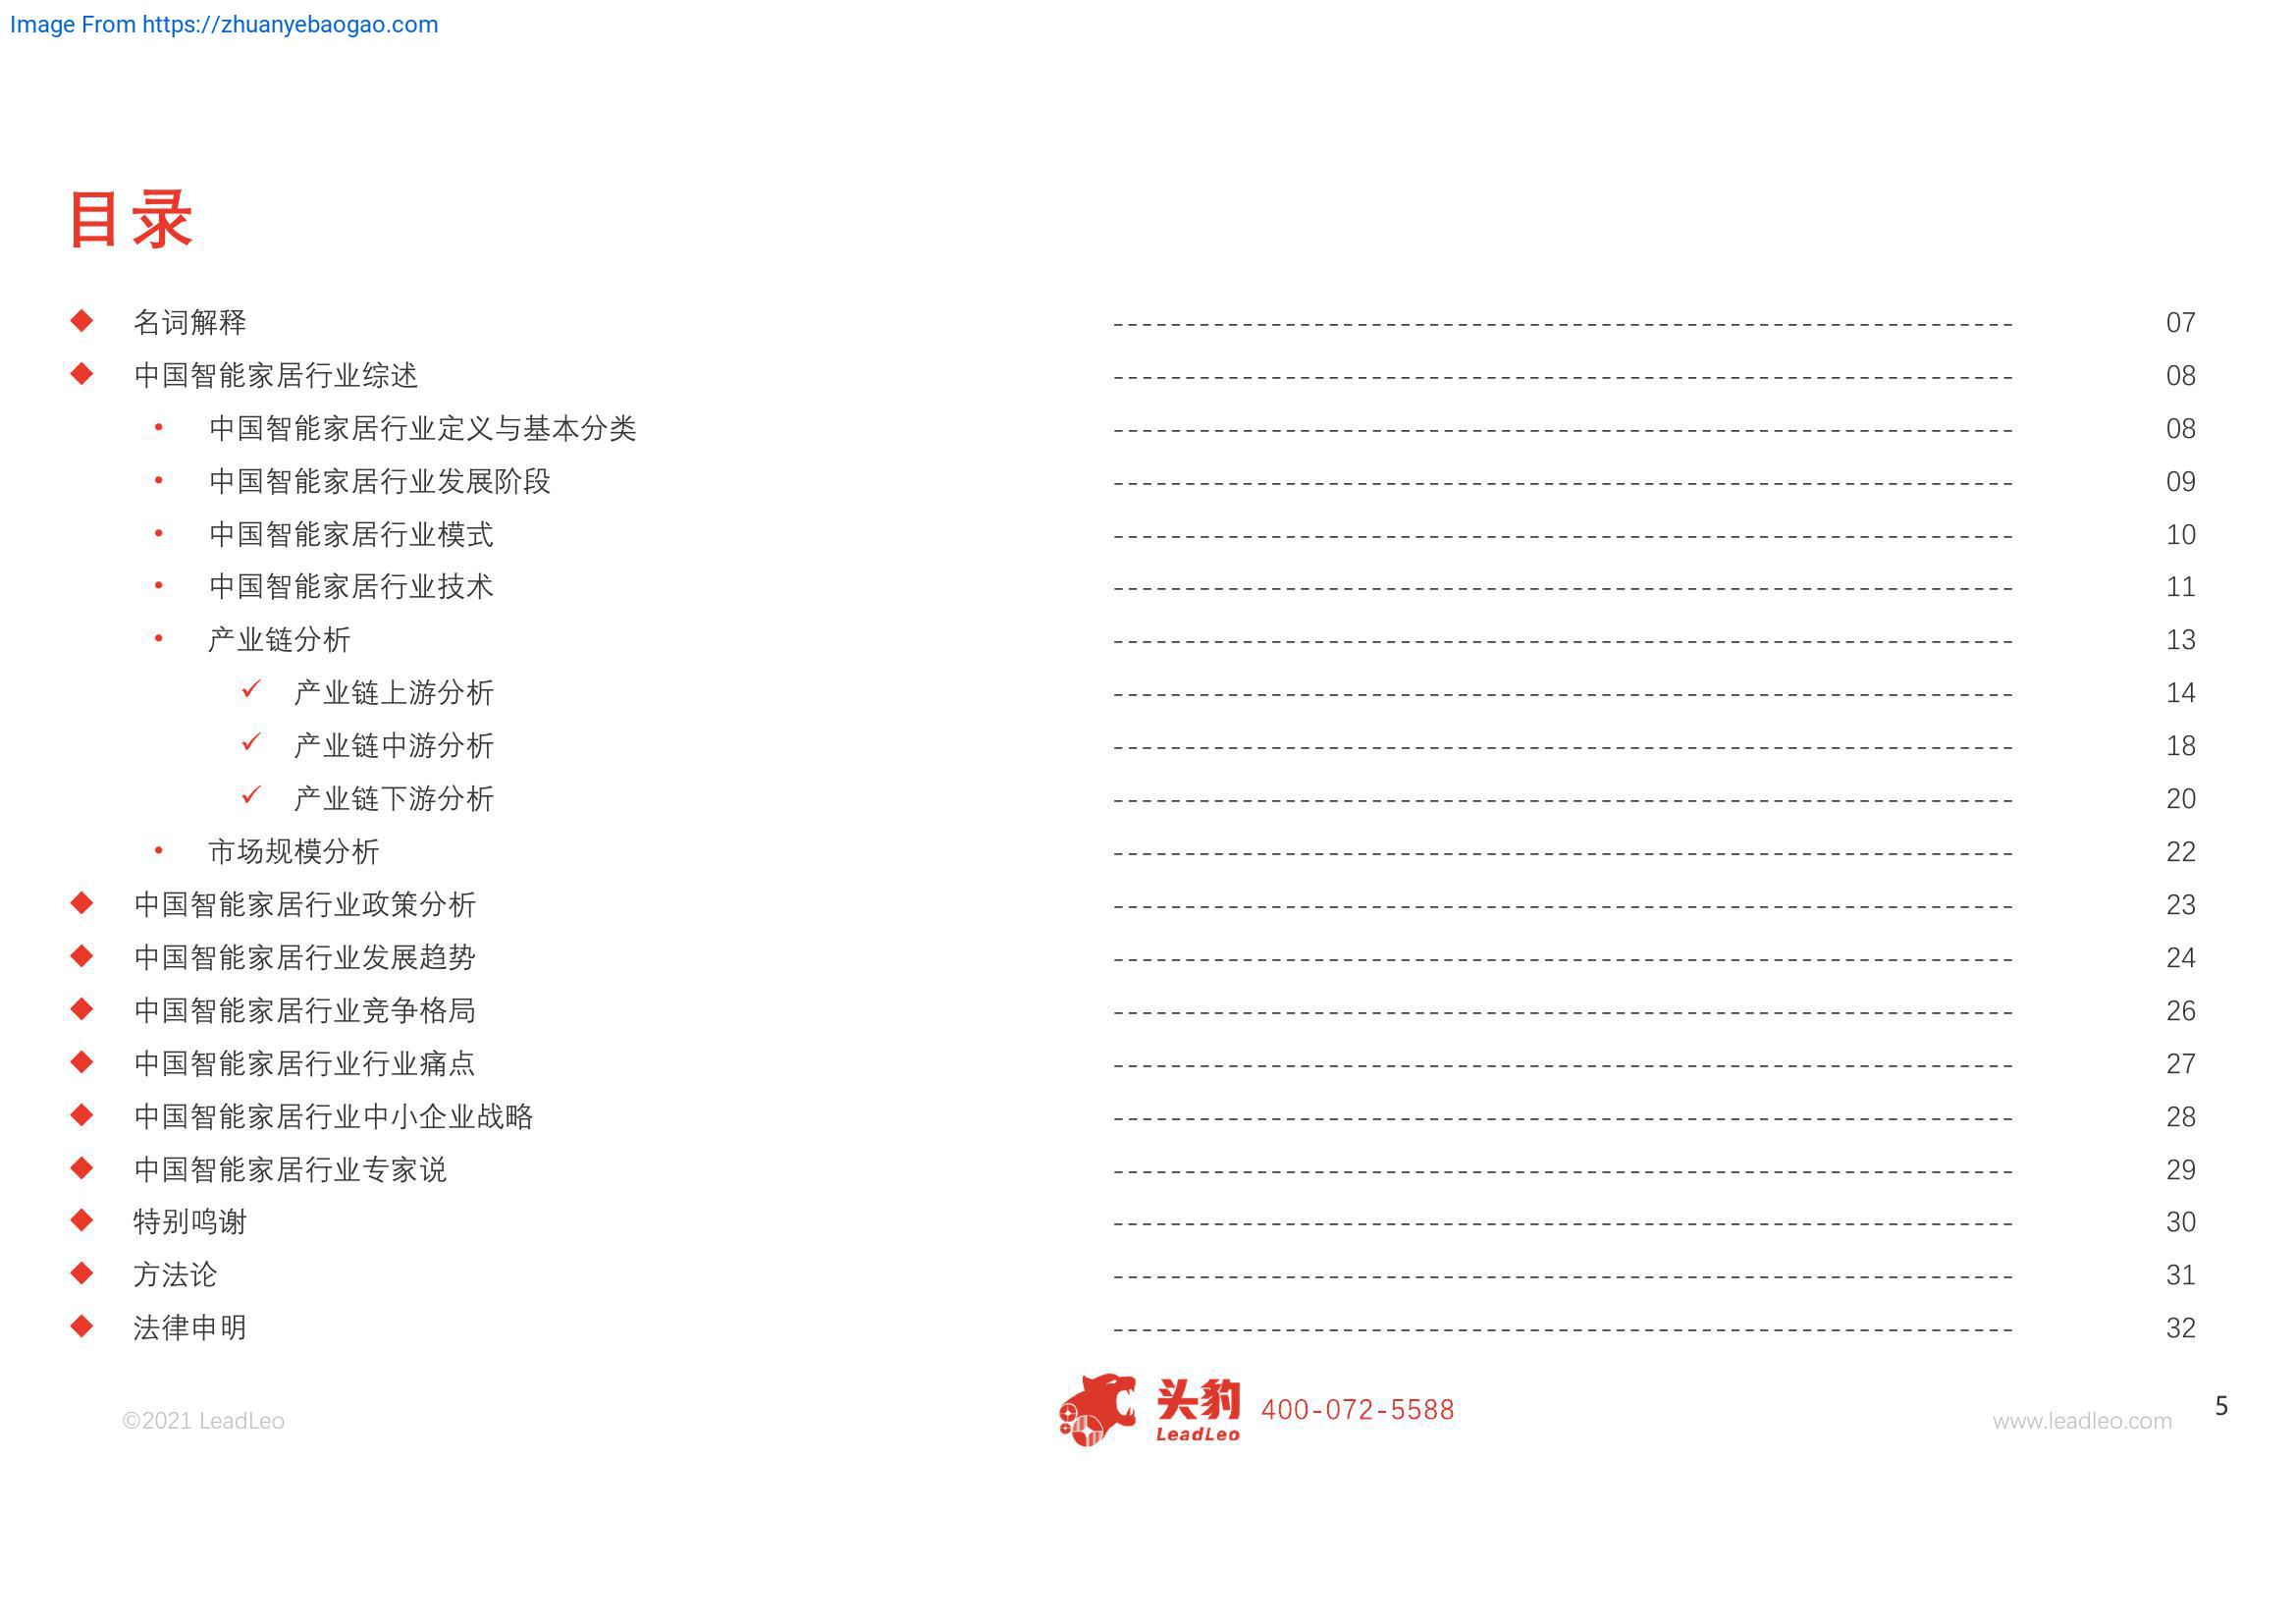 Image From https://zhuanyebaogao.com
目录
◆ 名词解释 ---------------------------------------------------------------- 07
◆ 中国智能家居行业综述 ---------------------------------------------------------------- 08
• 中国智能家居行业定义与基本分类 ---------------------------------------------------------------- 08
• 中国智能家居行业发展阶段 ---------------------------------------------------------------- 09
• 中国智能家居行业模式 ---------------------------------------------------------------- 10
• 中国智能家居行业技术 ---------------------------------------------------------------- 11
• 产业链分析 ---------------------------------------------------------------- 13
✓ 产业链上游分析 ---------------------------------------------------------------- 14
✓ 产业链中游分析 ---------------------------------------------------------------- 18
✓ 产业链下游分析 ---------------------------------------------------------------- 20
• 市场规模分析 ---------------------------------------------------------------- 22
◆ 中国智能家居行业政策分析 ---------------------------------------------------------------- 23
◆ 中国智能家居行业发展趋势 ---------------------------------------------------------------- 24
◆ 中国智能家居行业竞争格局 ---------------------------------------------------------------- 26
◆ 中国智能家居行业行业痛点 ---------------------------------------------------------------- 27
◆ 中国智能家居行业中小企业战略 ---------------------------------------------------------------- 28
◆ 中国智能家居行业专家说 ---------------------------------------------------------------- 29
◆ 特别鸣谢 ---------------------------------------------------------------- 30
◆ 方法论 ---------------------------------------------------------------- 31
◆ 法律申明 ---------------------------------------------------------------- 32
©2021 LeadLeo
头豹
LeadLeo
400-072-5588
www.leadleo.com
5